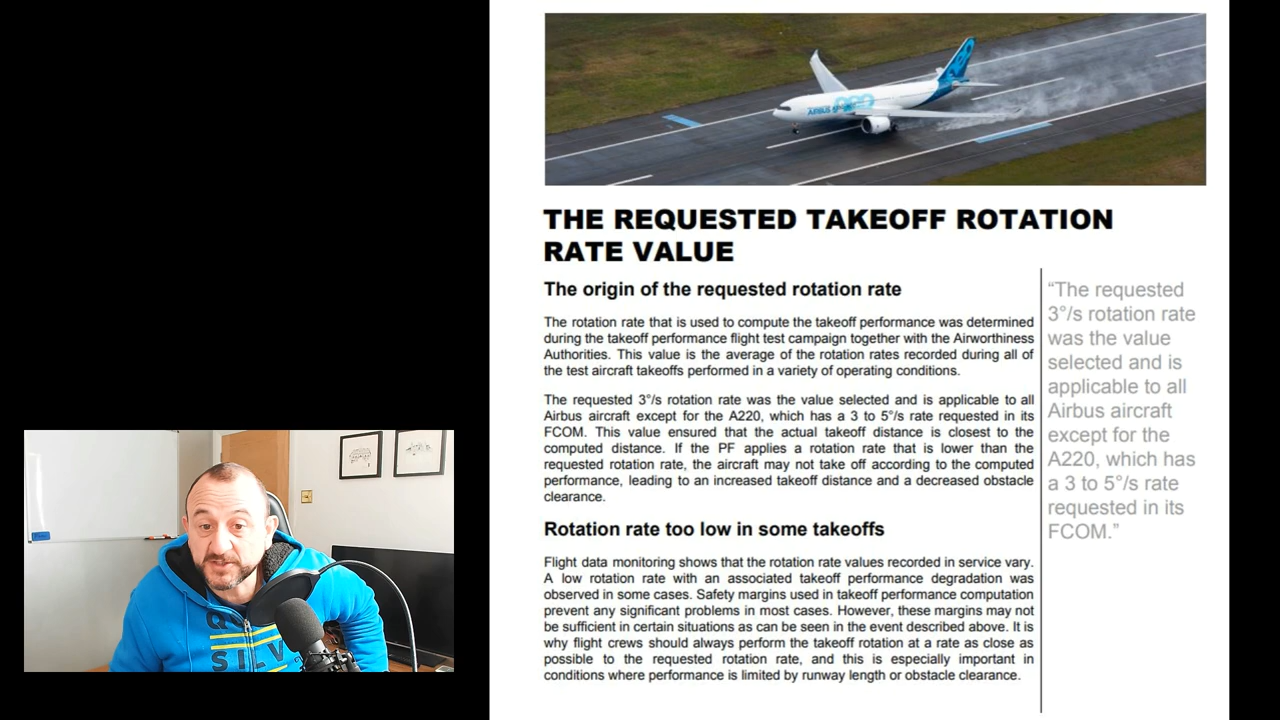 AIRBUS
THE REQUESTED TAKEOFF ROTATION
RATE VALUE
The origin of the requested rotation rate
The rotation rate that is used to compute the takeoff performance was determined
during the takeoff performance flight test campaign together with the Airworthiness
Authorities. This value is the average of the rotation rates recorded during all of
the test aircraft takeoffs performed in a variety of operating conditions.
The requested 3°/s rotation rate was the value selected and is applicable to all
Airbus aircraft except for the A220, which has a 3 to 5°/s rate requested in its
FCOM. This value ensured that the actual takeoff distance is closest to the
computed distance. If the PF applies a rotation rate that is lower than the
requested rotation rate, the aircraft may not take off according to the computed
performance, leading to an increased takeoff distance and a decreased obstacle
clearance.
Rotation rate too low in some takeoffs
Flight data monitoring shows that the rotation rate values recorded in service vary.
A low rotation rate with an associated takeoff performance degradation was
observed in some cases. Safety margins used in takeoff performance computation
prevent any significant problems in most cases. However, these margins may not
be sufficient in certain situations as can be seen in the event described above. It is
why flight crews should always perform the takeoff rotation at a rate as close as
possible to the requested rotation rate, and this is especially important in
conditions where performance is limited by runway length or obstacle clearance.
“The requested
3°/s rotation rate
was the value
selected and is
applicable to all
Airbus aircraft
except for the
A220, which has
a 3 to 5°/s rate
requested in its
FCOM.”
SILV